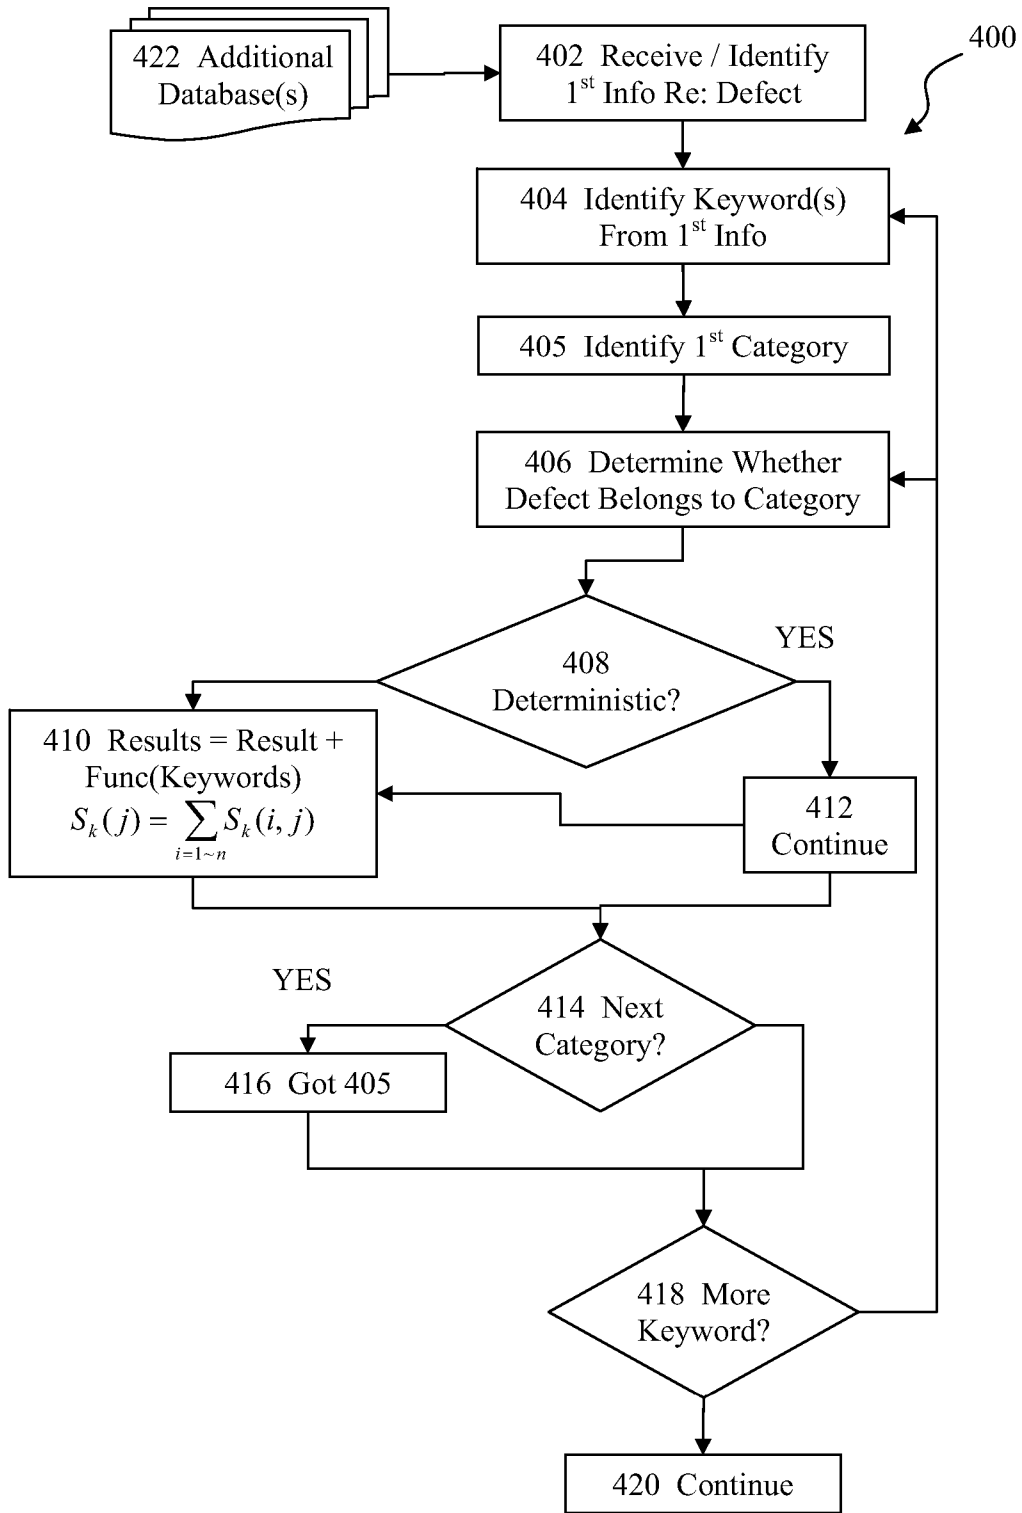 400
422 Additional
Database(s)
402 Receive / Identify
1st Info Re: Defect
404 Identify Keyword(s)
From 1st Info
405 Identify 1st Category
406 Determine Whether
Defect Belongs to Category
YES
408
Deterministic?
410 Results = Result +
Func(Keywords)
S_k(j) = ∑_{i=1~n} S_k(i, j)
412
Continue
YES
414 Next
Category?
416 Got 405
418 More
Keyword?
420 Continue